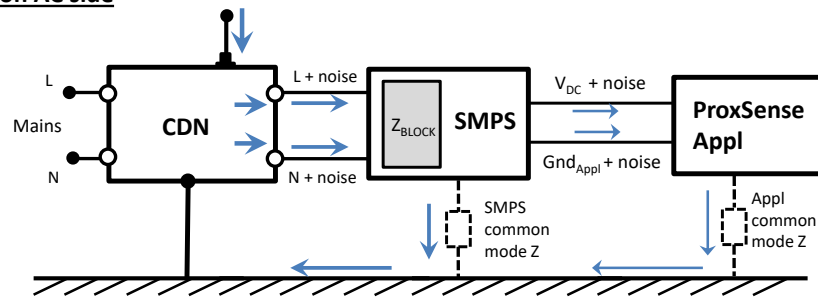 on AC side
L
Mains
N
CDN
L + noise
N + noise
Z_BLOCK
SMPS
V_DC + noise
Gnd_Appl + noise
ProxSense
Appl
SMPS
common
mode Z
Appl
common
mode Z